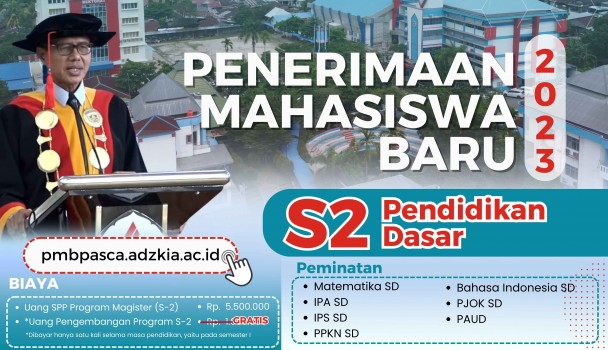 PENERIMAAN
MAHASISWA
BARU
2023
S2 Pendidikan
Dasar
pmbpasca.adzkia.ac.id
BIAYA
• Uang SPP Program Magister (S-2) • Rp. 5.500.000
• *Uang Pengembangan Program S-2 • GRATIS
*Dibayar hanya satu kali selama masa pendidikan, yaitu pada semester I
Peminatan
• Matematika SD
• IPA SD
• IPS SD
• PPKN SD
• Bahasa Indonesia SD
• PJOK SD
• PAUD